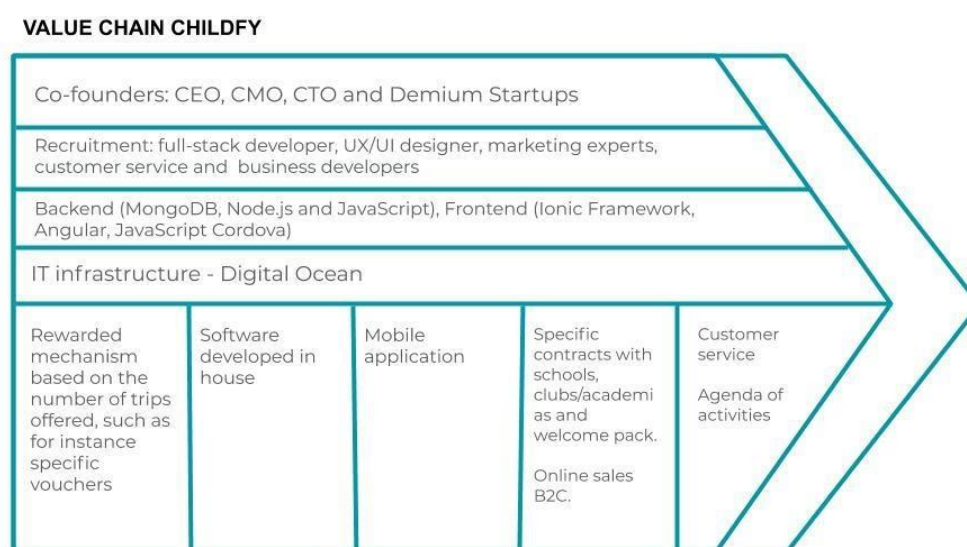 VALUE CHAIN CHILDFY
Co-founders: CEO, CMO, CTO and Demium Startups
Recruitment: full-stack developer, UX/UI designer, marketing experts,
customer service and business developers
Backend (MongoDB, Node.js and JavaScript), Frontend (Ionic Framework,
Angular, JavaScript Cordova)
IT infrastructure - Digital Ocean
Rewarded
mechanism
based on the
number of trips
offered, such as
for instance
specific
vouchers
Software
developed in
house
Mobile
application
Specific
contracts with
schools,
clubs/academi
as and
welcome pack.
Online sales
B2C.
Customer
service
Agenda of
activities